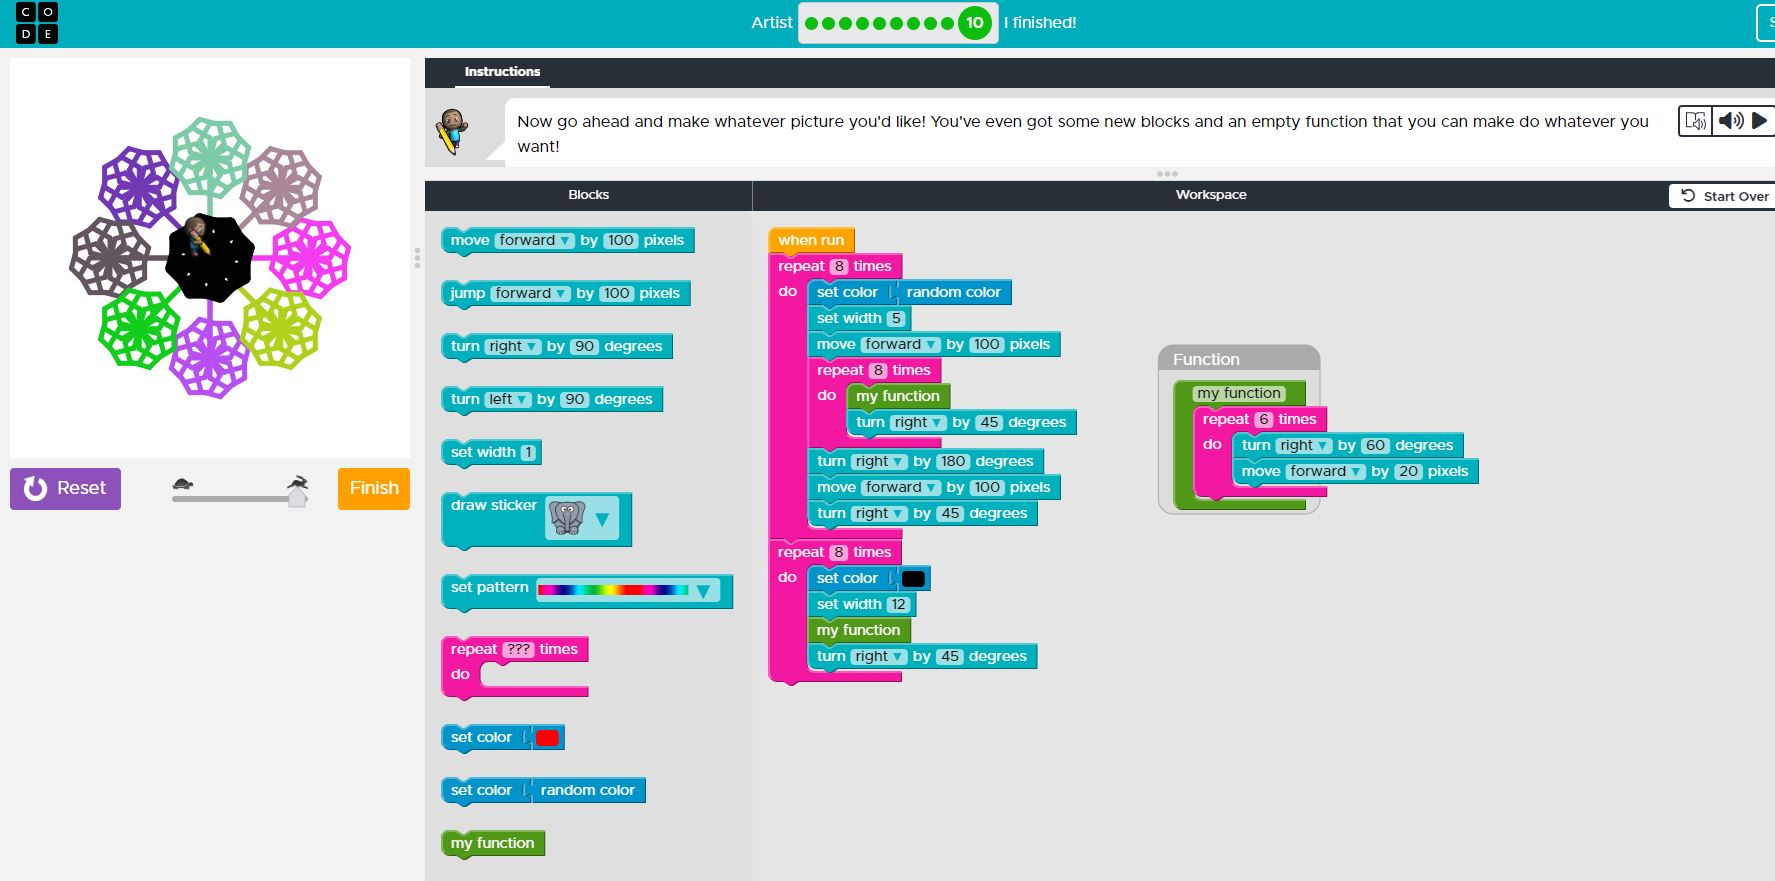 C O
D E
Artist 10 I finished!
S
Instructions
Now go ahead and make whatever picture you'd like! You've even got some new blocks and an empty function that you can make do whatever you
want!
Blocks
Workspace
Start Over
Reset
Finish
move forward ▼ by 100 pixels
jump forward ▼ by 100 pixels
turn right ▼ by 90 degrees
turn left ▼ by 90 degrees
set width 1
draw sticker ▼
set pattern ▼
repeat ??? times
do
set color
set color random color
my function
when run
repeat 8 times
do set color random color
set width 5
move forward ▼ by 100 pixels
repeat 8 times
do my function
turn right ▼ by 45 degrees
turn right ▼ by 180 degrees
move forward ▼ by 100 pixels
turn right ▼ by 45 degrees
repeat 8 times
do set color
set width 12
my function
turn right ▼ by 45 degrees
Function
my function
repeat 6 times
do turn right ▼ by 60 degrees
move forward ▼ by 20 pixels